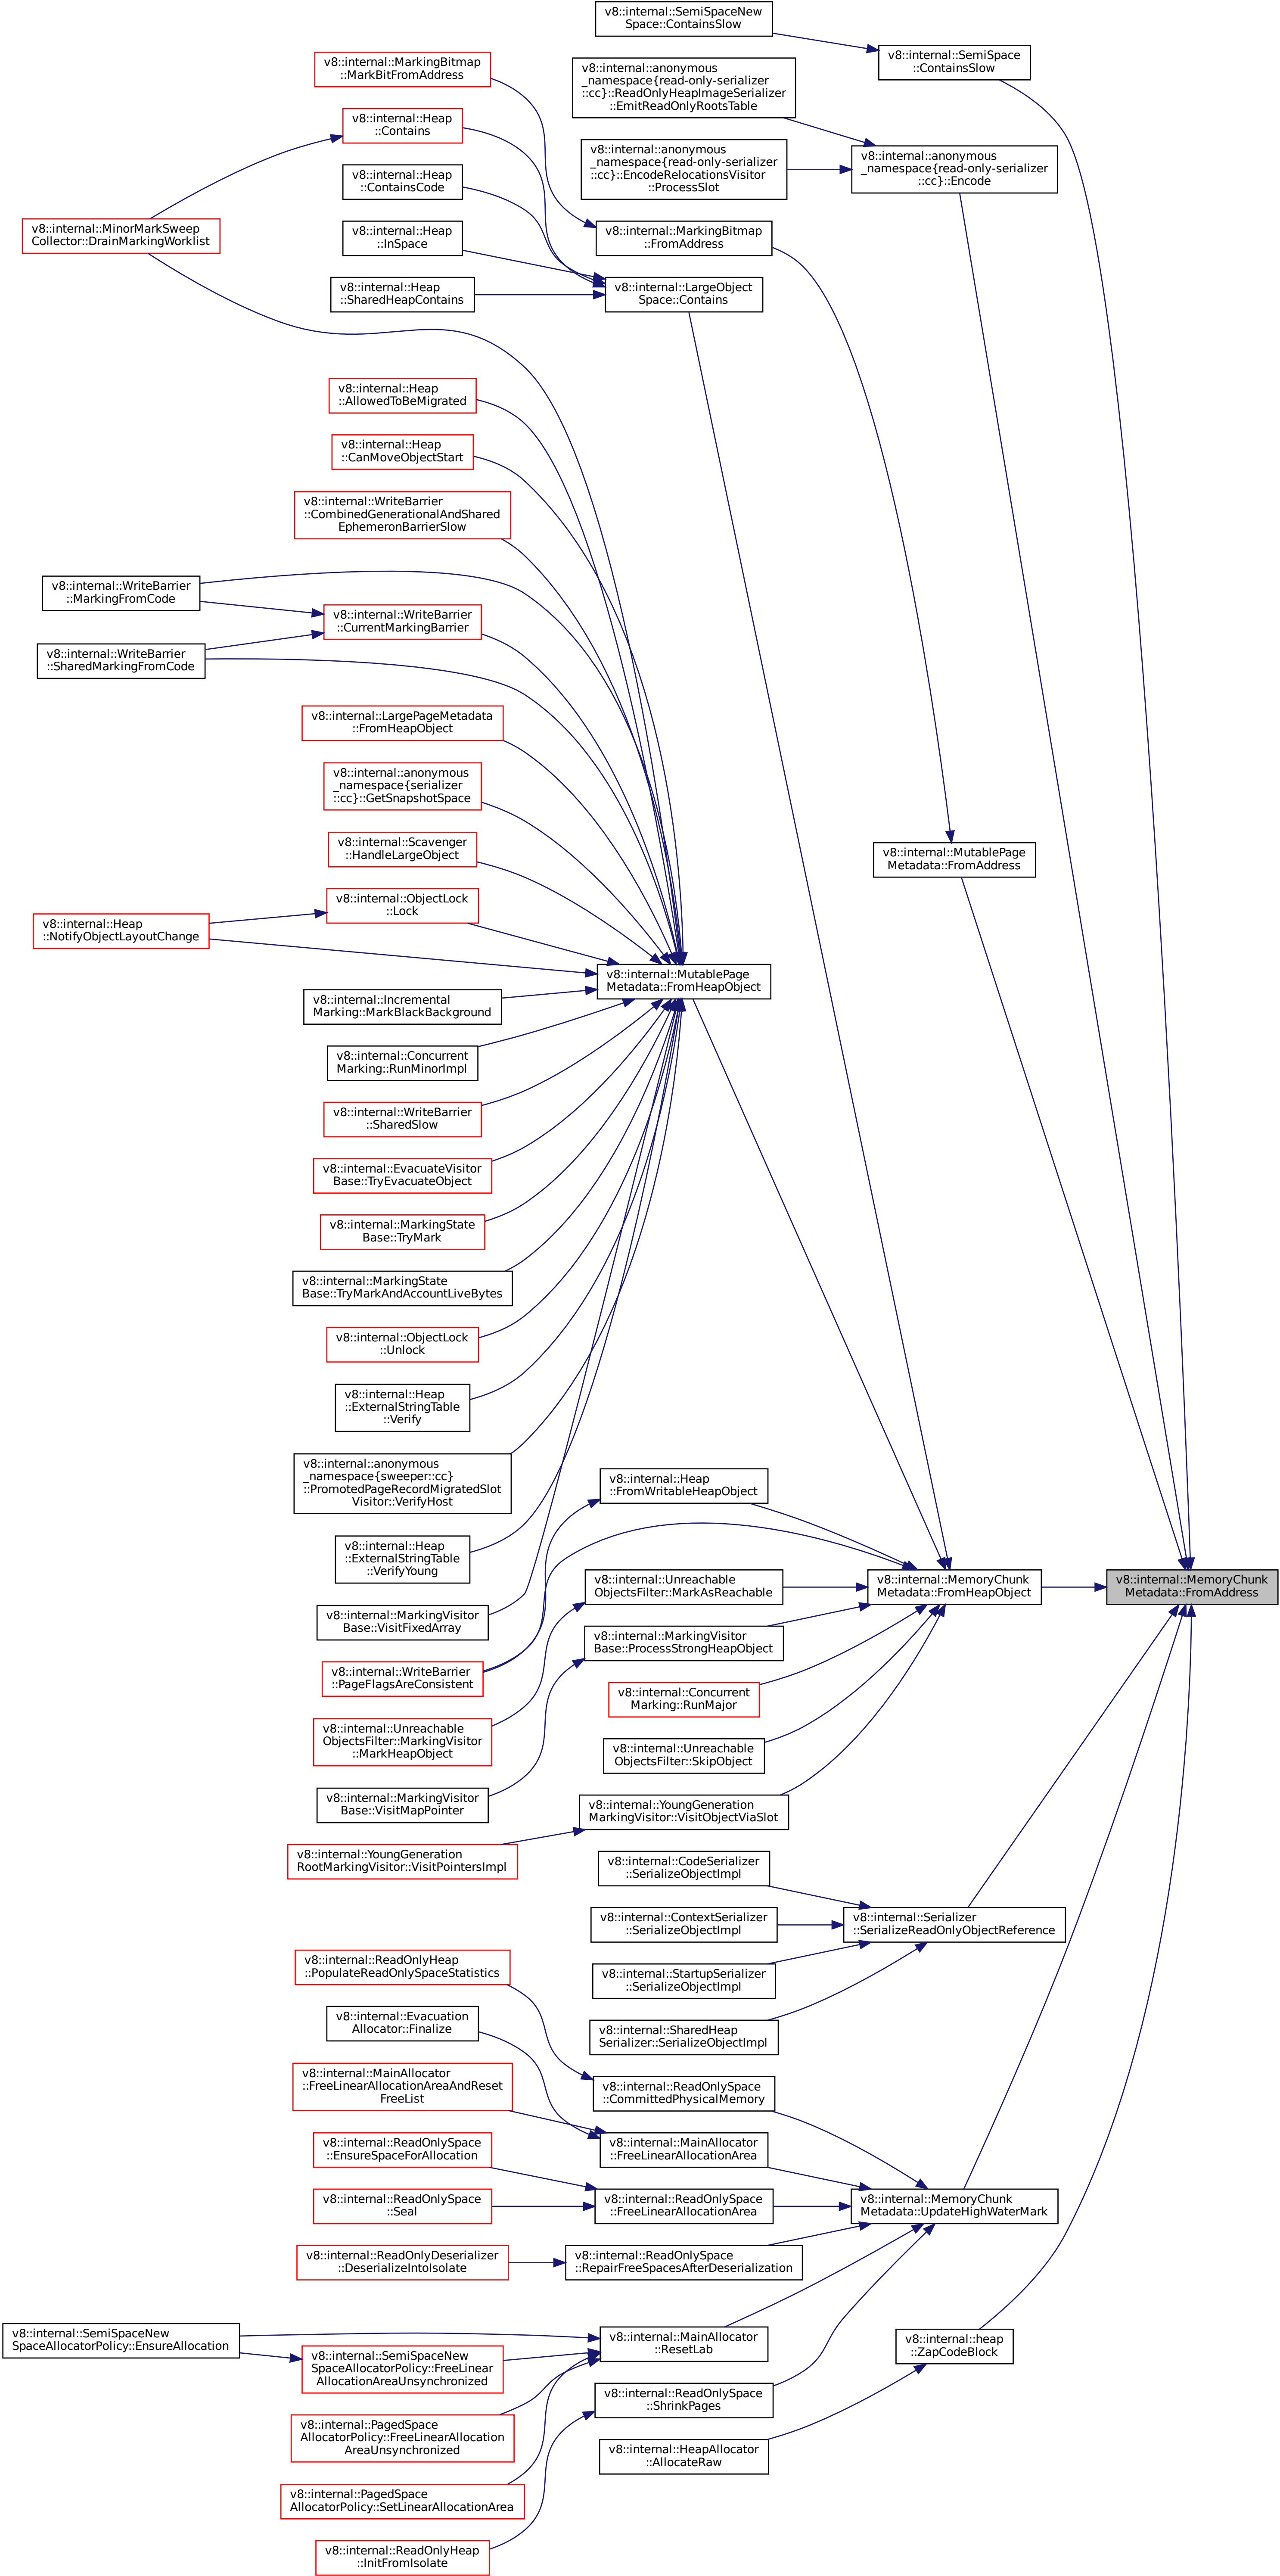 v8::internal::SemiSpaceNew
Space::ContainsSlow
v8::internal::SemiSpace
::ContainsSlow
v8::internal::MarkingBitmap
::MarkBitFromAddress
v8::internal::anonymous
_namespace{read-only-serializer
::cc}::ReadOnlyHeapImageSerializer
::EmitReadOnlyRootsTable
v8::internal::Heap
::Contains
v8::internal::anonymous
_namespace{read-only-serializer
::cc}::EncodeRelocationsVisitor
::ProcessSlot
v8::internal::anonymous
_namespace{read-only-serializer
::cc}::Encode
v8::internal::Heap
::ContainsCode
v8::internal::MinorMarkSweep
Collector::DrainMarkingWorklist
v8::internal::Heap
::InSpace
v8::internal::MarkingBitmap
::FromAddress
v8::internal::Heap
::SharedHeapContains
v8::internal::LargeObject
Space::Contains
v8::internal::Heap
::AllowedToBeMigrated
v8::internal::Heap
::CanMoveObjectStart
v8::internal::WriteBarrier
::CombinedGenerationalAndShared
EphemeronBarrierSlow
v8::internal::WriteBarrier
::MarkingFromCode
v8::internal::WriteBarrier
::CurrentMarkingBarrier
v8::internal::WriteBarrier
::SharedMarkingFromCode
v8::internal::LargePageMetadata
::FromHeapObject
v8::internal::anonymous
_namespace{serializer
::cc}::GetSnapshotSpace
v8::internal::Scavenger
::HandleLargeObject
v8::internal::MutablePage
Metadata::FromAddress
v8::internal::ObjectLock
::Lock
v8::internal::Heap
::NotifyObjectLayoutChange
v8::internal::MutablePage
Metadata::FromHeapObject
v8::internal::Incremental
Marking::MarkBlackBackground
v8::internal::Concurrent
Marking::RunMinorImpl
v8::internal::WriteBarrier
::SharedSlow
v8::internal::EvacuateVisitor
Base::TryEvacuateObject
v8::internal::MarkingState
Base::TryMark
v8::internal::MarkingState
Base::TryMarkAndAccountLiveBytes
v8::internal::ObjectLock
::Unlock
v8::internal::Heap
::ExternalStringTable
::Verify
v8::internal::anonymous
_namespace{sweeper::cc}
::PromotedPageRecordMigratedSlot
Visitor::VerifyHost
v8::internal::Heap
::FromWritableHeapObject
v8::internal::Heap
::ExternalStringTable
::VerifyYoung
v8::internal::Unreachable
ObjectsFilter::MarkAsReachable
v8::internal::MemoryChunk
Metadata::FromHeapObject
v8::internal::MemoryChunk
Metadata::FromAddress
v8::internal::MarkingVisitor
Base::VisitFixedArray
v8::internal::MarkingVisitor
Base::ProcessStrongHeapObject
v8::internal::WriteBarrier
::PageFlagsAreConsistent
v8::internal::Concurrent
Marking::RunMajor
v8::internal::Unreachable
ObjectsFilter::MarkingVisitor
::MarkHeapObject
v8::internal::Unreachable
ObjectsFilter::SkipObject
v8::internal::MarkingVisitor
Base::VisitMapPointer
v8::internal::YoungGeneration
MarkingVisitor::VisitObjectViaSlot
v8::internal::YoungGeneration
RootMarkingVisitor::VisitPointersImpl
v8::internal::CodeSerializer
::SerializeObjectImpl
v8::internal::ContextSerializer
::SerializeObjectImpl
v8::internal::Serializer
::SerializeReadOnlyObjectReference
v8::internal::StartupSerializer
::SerializeObjectImpl
v8::internal::ReadOnlyHeap
::PopulateReadOnlySpaceStatistics
v8::internal::SharedHeap
Serializer::SerializeObjectImpl
v8::internal::Evacuation
Allocator::Finalize
v8::internal::ReadOnlySpace
::CommittedPhysicalMemory
v8::internal::MainAllocator
::FreeLinearAllocationAreaAndReset
FreeList
v8::internal::MainAllocator
::FreeLinearAllocationArea
v8::internal::ReadOnlySpace
::EnsureSpaceForAllocation
v8::internal::ReadOnlySpace
::Seal
v8::internal::ReadOnlySpace
::FreeLinearAllocationArea
v8::internal::MemoryChunk
Metadata::UpdateHighWaterMark
v8::internal::ReadOnlyDeserializer
::DeserializeIntoIsolate
v8::internal::ReadOnlySpace
::RepairFreeSpacesAfterDeserialization
v8::internal::SemiSpaceNew
SpaceAllocatorPolicy::EnsureAllocation
v8::internal::MainAllocator
::ResetLab
v8::internal::heap
::ZapCodeBlock
v8::internal::SemiSpaceNew
SpaceAllocatorPolicy::FreeLinear
AllocationAreaUnsynchronized
v8::internal::ReadOnlySpace
::ShrinkPages
v8::internal::PagedSpace
AllocatorPolicy::FreeLinearAllocation
AreaUnsynchronized
v8::internal::HeapAllocator
::AllocateRaw
v8::internal::PagedSpace
AllocatorPolicy::SetLinearAllocationArea
v8::internal::ReadOnlyHeap
::InitFromIsolate